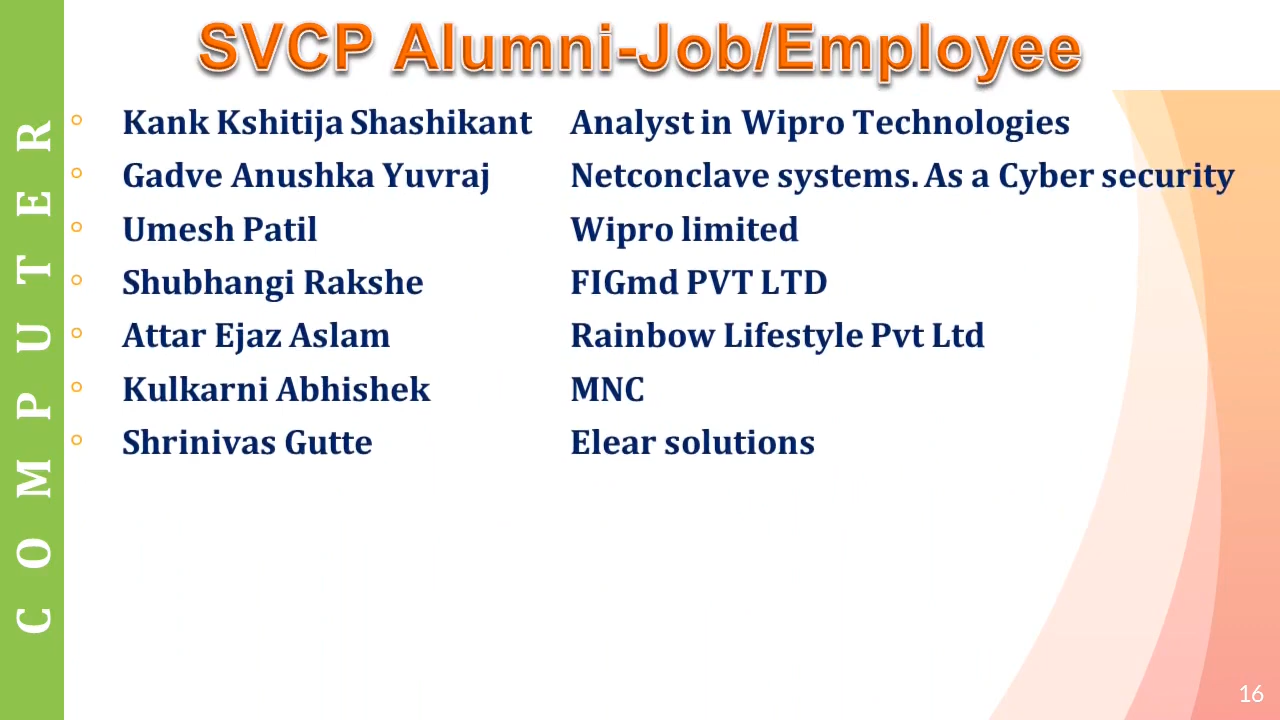 SVCP Alumni-Job/Employee
COMPUTER
Kank Kshitija Shashikant Analyst in Wipro Technologies
Gadve Anushka Yuvraj Netconclave systems. As a Cyber security
Umesh Patil Wipro limited
Shubhangi Rakshe FIGmd PVT LTD
Attar Ejaz Aslam Rainbow Lifestyle Pvt Ltd
Kulkarni Abhishek MNC
Shrinivas Gutte Elear solutions
16